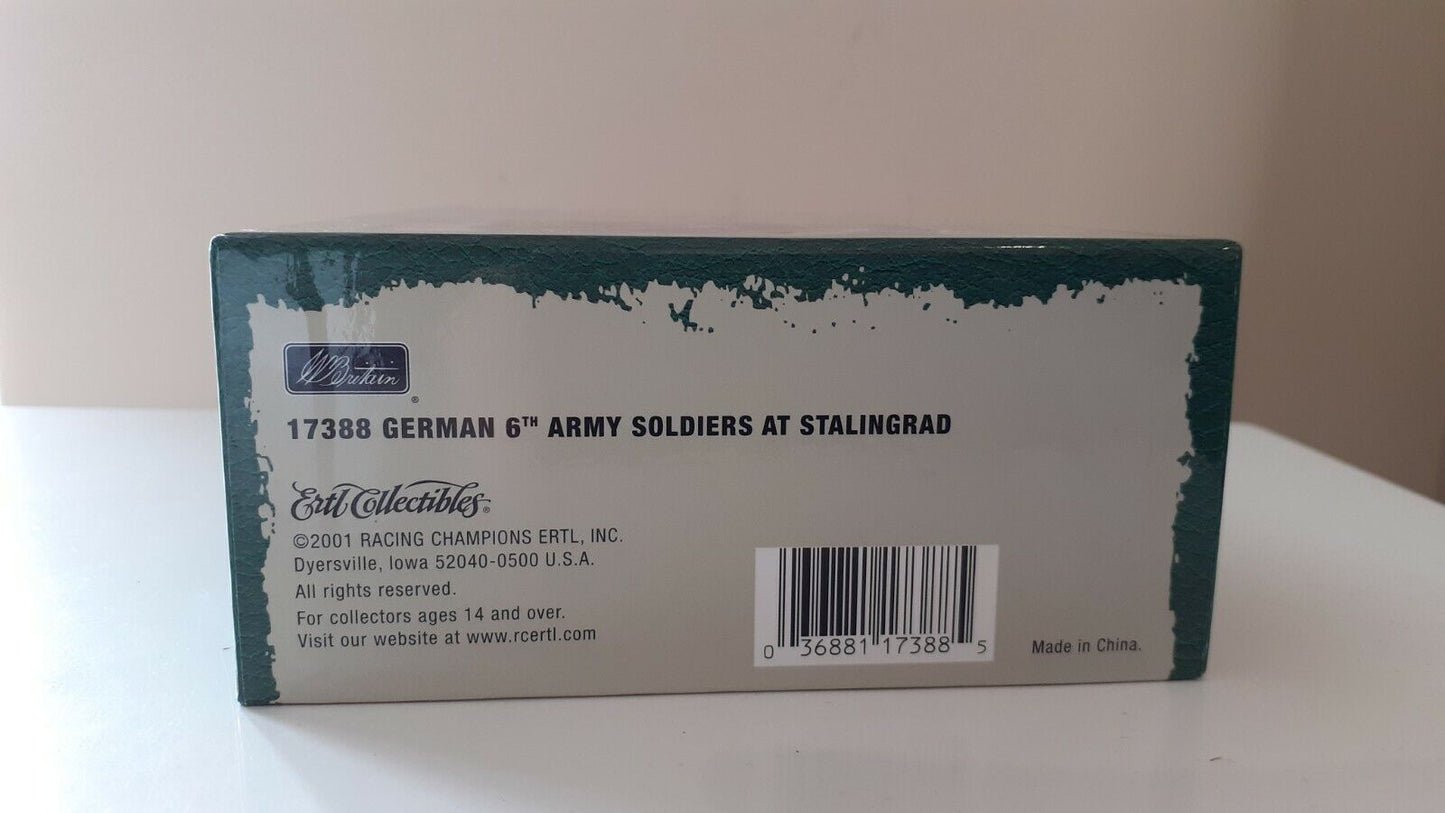 W Britain®
17388 GERMAN 6TH ARMY SOLDIERS AT STALINGRAD
Ertl Collectibles®
©2001 RACING CHAMPIONS ERTL, INC.
Dyersville, Iowa 52040-0500 U.S.A.
All rights reserved.
For collectors ages 14 and over.
Visit our website at www.rcertl.com
0 36881 17388 5
Made in China.